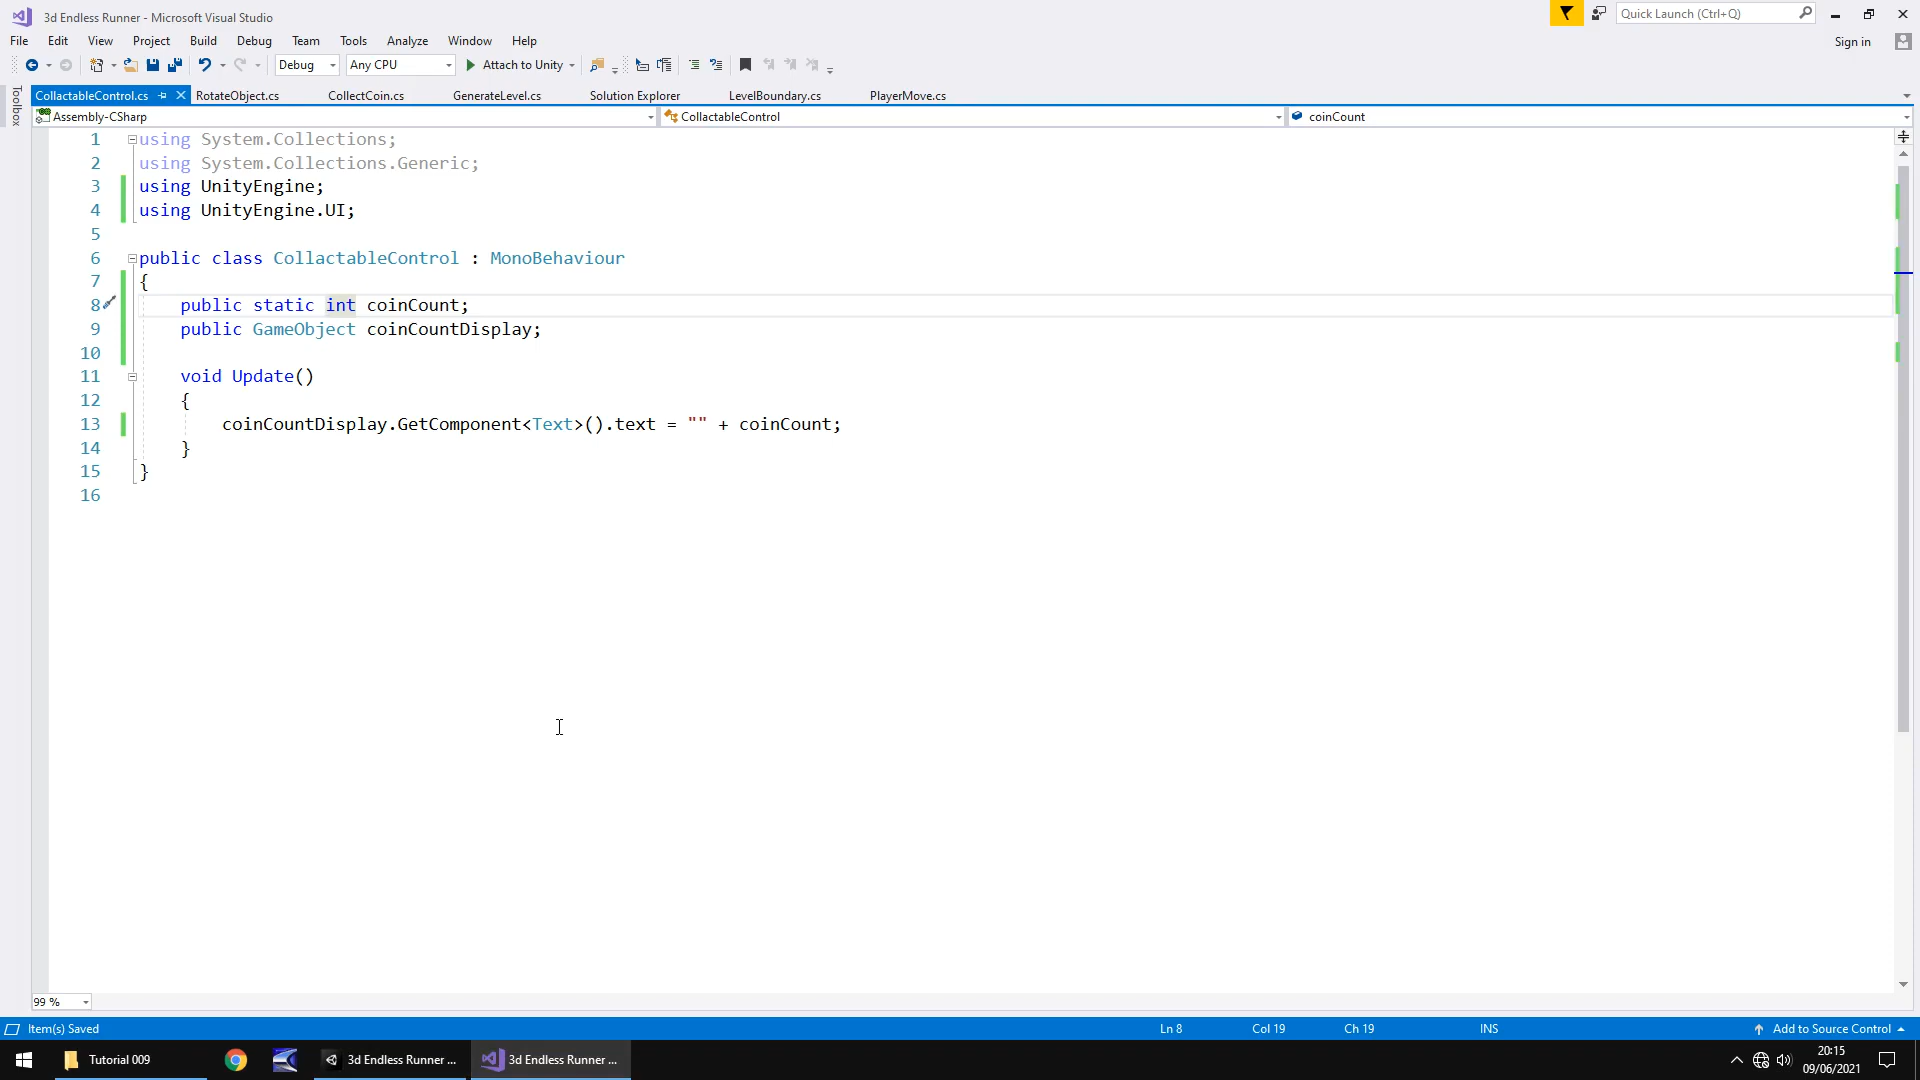 3d Endless Runner - Microsoft Visual Studio
Quick Launch (Ctrl+Q)
File Edit View Project Build Debug Team Tools Analyze Window Help
Sign in
Debug Any CPU Attach to Unity
Toolbox
CollactableControl.cs RotateObject.cs CollectCoin.cs GenerateLevel.cs Solution Explorer LevelBoundary.cs PlayerMove.cs
Assembly-CSharp CollactableControl coinCount
1 using System.Collections;
2 using System.Collections.Generic;
3 using UnityEngine;
4 using UnityEngine.UI;
5
6 public class CollactableControl : MonoBehaviour
7 {
8 public static int coinCount;
9 public GameObject coinCountDisplay;
10
11 void Update()
12 {
13 coinCountDisplay.GetComponent<Text>().text = "" + coinCount;
14 }
15 }
16
99 %
Item(s) Saved Ln 8 Col 19 Ch 19 INS Add to Source Control
Tutorial 009 3d Endless Runner ... 3d Endless Runner ...
20:15
09/06/2021